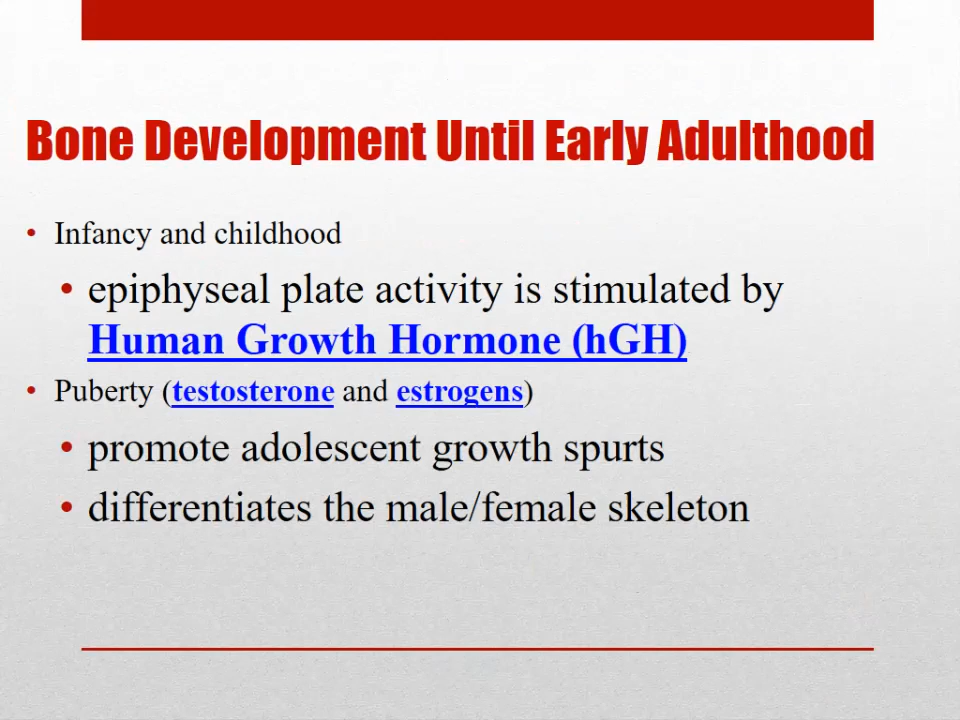 Bone Development Until Early Adulthood
• Infancy and childhood
• epiphyseal plate activity is stimulated by
Human Growth Hormone (hGH)
• Puberty (testosterone and estrogens)
• promote adolescent growth spurts
• differentiates the male/female skeleton